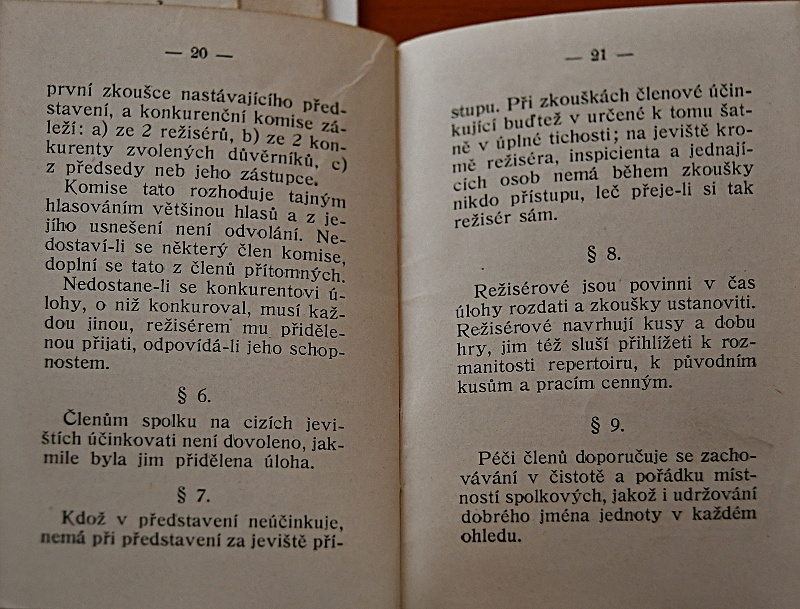 — 20 —
první zkoušce nastávajícího před-
stavení, a konkurenční komise zá-
leží: a) ze 2 režisérů, b) ze 2 kon-
kurenty zvolených důvěrníků, c)
z předsedy neb jeho zástupce.
Komise tato rozhoduje tajným
hlasováním většinou hlasů a z je-
jího usnešení není odvolání. Ne-
dostaví-li se některý člen komise,
doplní se tato z členů přítomných.
Nedostane-li se konkurentovi ú-
lohy, o niž konkuroval, musí kaž-
dou jinou, režisérem mu přiděle-
nou přijati, odpovídá-li jeho schop-
nostem.
§ 6.
Členům spolku na cizích jevi-
štích účinkovati není dovoleno, jak-
mile byla jim přidělena úloha.
§ 7.
Kdož v představení neúčinkuje,
nemá při představení za jeviště pří-
— 21 —
stupu. Při zkouškách členové účin-
kující buďtež v určené k tomu šat-
ně v úplné tichosti; na jeviště kro-
mě režiséra, inspicienta a jednají-
cích osob nemá během zkoušky
nikdo přístupu, leč přeje-li si tak
režisér sám.
§ 8.
Režisérové jsou povinni v čas
úlohy rozdati a zkoušky ustanoviti.
Režisérové navrhují kusy a dobu
hry, jim též sluší přihlížeti k roz-
manitosti repertoiru, k původním
kusům a pracím cenným.
§ 9.
Péči členů doporučuje se zacho-
vávání v čistotě a pořádku míst-
ností spolkových, jakož i udržování
dobrého jména jednoty v každém
ohledu.